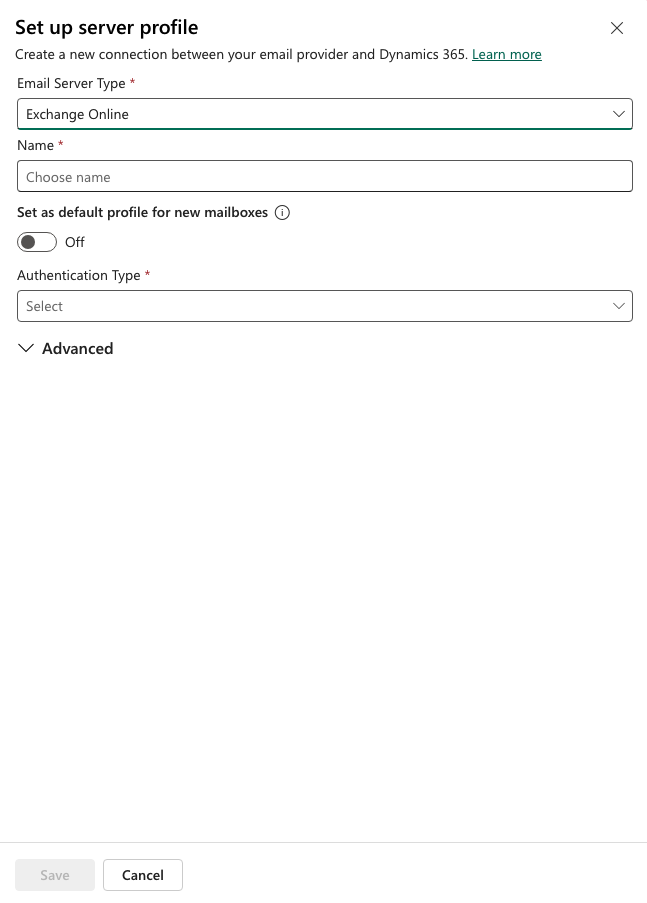 Set up server profile
Create a new connection between your email provider and Dynamics 365. Learn more
Email Server Type *
Exchange Online
Name *
Choose name
Set as default profile for new mailboxes
Off
Authentication Type *
Select
Advanced
Save
Cancel